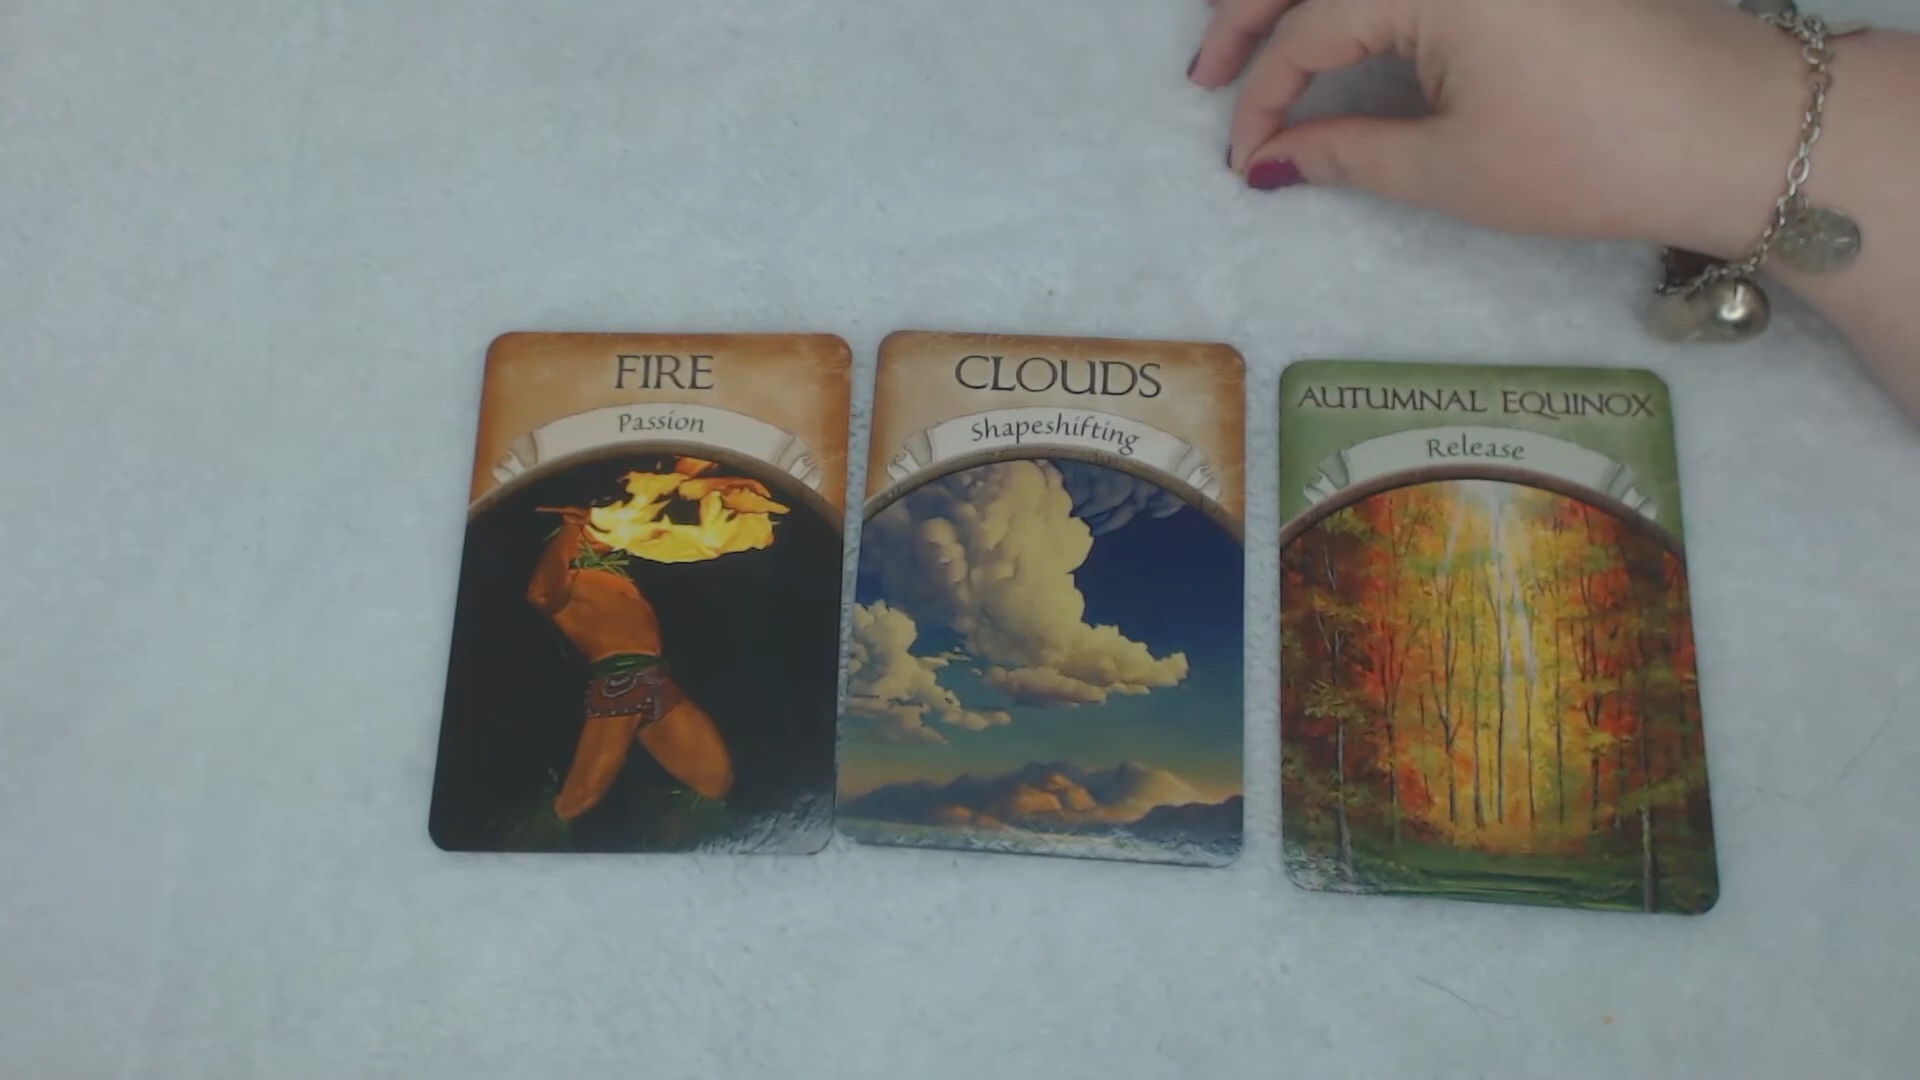 FIRE
Passion
CLOUDS
Shapeshifting
AUTUMNAL EQUINOX
Release